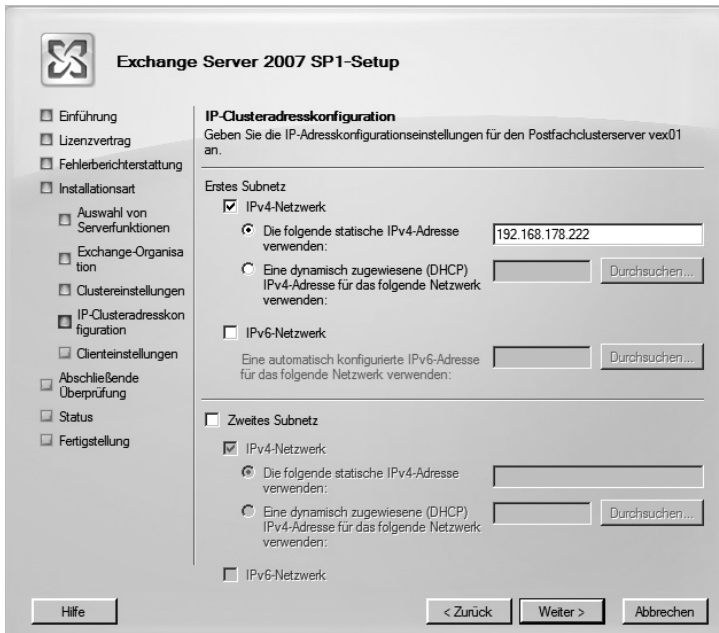 Exchange Server 2007 SP1-Setup
Einführung
Lizenzvertrag
Fehlerberichterstattung
Installationsart
Auswahl von
Serverfunktionen
Exchange-Organisa
tion
Clustereinstellungen
IP-Clusteradresskon
figuration
Clienteinstellungen
Abschließende
Überprüfung
Status
Fertigstellung
IP-Clusteradresskonfiguration
Geben Sie die IP-Adresskonfigurationseinstellungen für den Postfachclusterserver vex01
an.
Erstes Subnetz
IPv4-Netzwerk
Die folgende statische IPv4-Adresse
verwenden:
192.168.178.222
Eine dynamisch zugewiesene (DHCP)
IPv4-Adresse für das folgende Netzwerk
verwenden:
Durchsuchen...
IPv6-Netzwerk
Eine automatisch konfigurierte IPv6-Adresse
für das folgende Netzwerk verwenden:
Durchsuchen...
Zweites Subnetz
IPv4-Netzwerk
Die folgende statische IPv4-Adresse
verwenden:
Eine dynamisch zugewiesene (DHCP)
IPv4-Adresse für das folgende Netzwerk
verwenden:
Durchsuchen...
IPv6-Netzwerk
Hilfe
< Zurück
Weiter >
Abbrechen